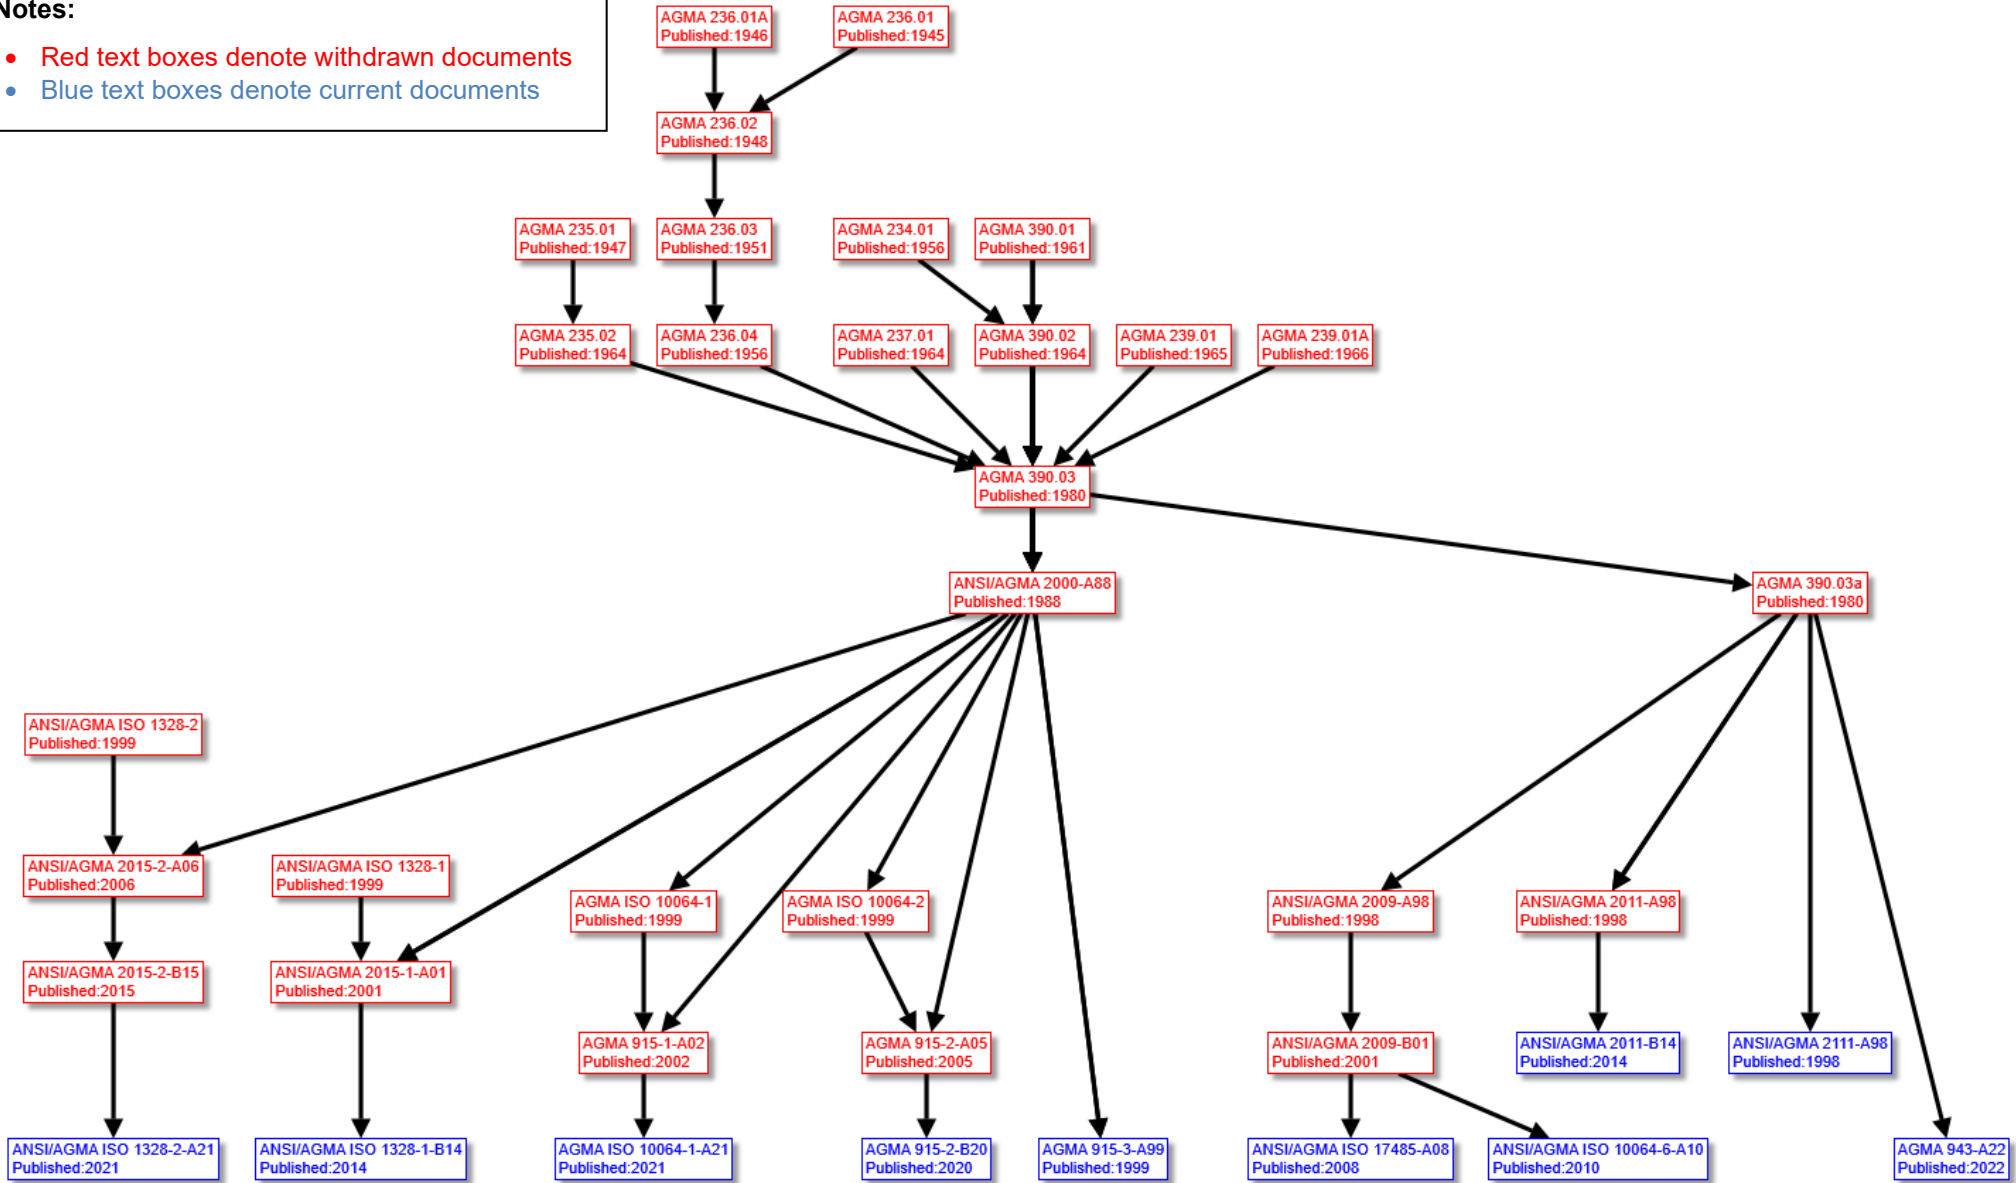 Notes:
• Red text boxes denote withdrawn documents
• Blue text boxes denote current documents
AGMA 236.01A
Published:1946
AGMA 236.01
Published:1945
AGMA 236.02
Published:1948
AGMA 235.01
Published:1947
AGMA 236.03
Published:1951
AGMA 234.01
Published:1956
AGMA 390.01
Published:1961
AGMA 235.02
Published:1964
AGMA 236.04
Published:1956
AGMA 237.01
Published:1964
AGMA 390.02
Published:1964
AGMA 239.01
Published:1965
AGMA 239.01A
Published:1966
AGMA 390.03
Published:1980
ANSI/AGMA 2000-A88
Published:1988
AGMA 390.03a
Published:1980
ANSI/AGMA ISO 1328-2
Published:1999
ANSI/AGMA 2015-2-A06
Published:2006
ANSI/AGMA ISO 1328-1
Published:1999
AGMA ISO 10064-1
Published:1999
AGMA ISO 10064-2
Published:1999
ANSI/AGMA 2009-A98
Published:1998
ANSI/AGMA 2011-A98
Published:1998
ANSI/AGMA 2015-2-B15
Published:2015
ANSI/AGMA 2015-1-A01
Published:2001
AGMA 915-1-A02
Published:2002
AGMA 915-2-A05
Published:2005
ANSI/AGMA 2009-B01
Published:2001
ANSI/AGMA 2011-B14
Published:2014
ANSI/AGMA 2111-A98
Published:1998
ANSI/AGMA ISO 1328-2-A21
Published:2021
ANSI/AGMA ISO 1328-1-B14
Published:2014
AGMA ISO 10064-1-A21
Published:2021
AGMA 915-2-B20
Published:2020
AGMA 915-3-A99
Published:1999
ANSI/AGMA ISO 17485-A08
Published:2008
ANSI/AGMA ISO 10064-6-A10
Published:2010
AGMA 943-A22
Published:2022